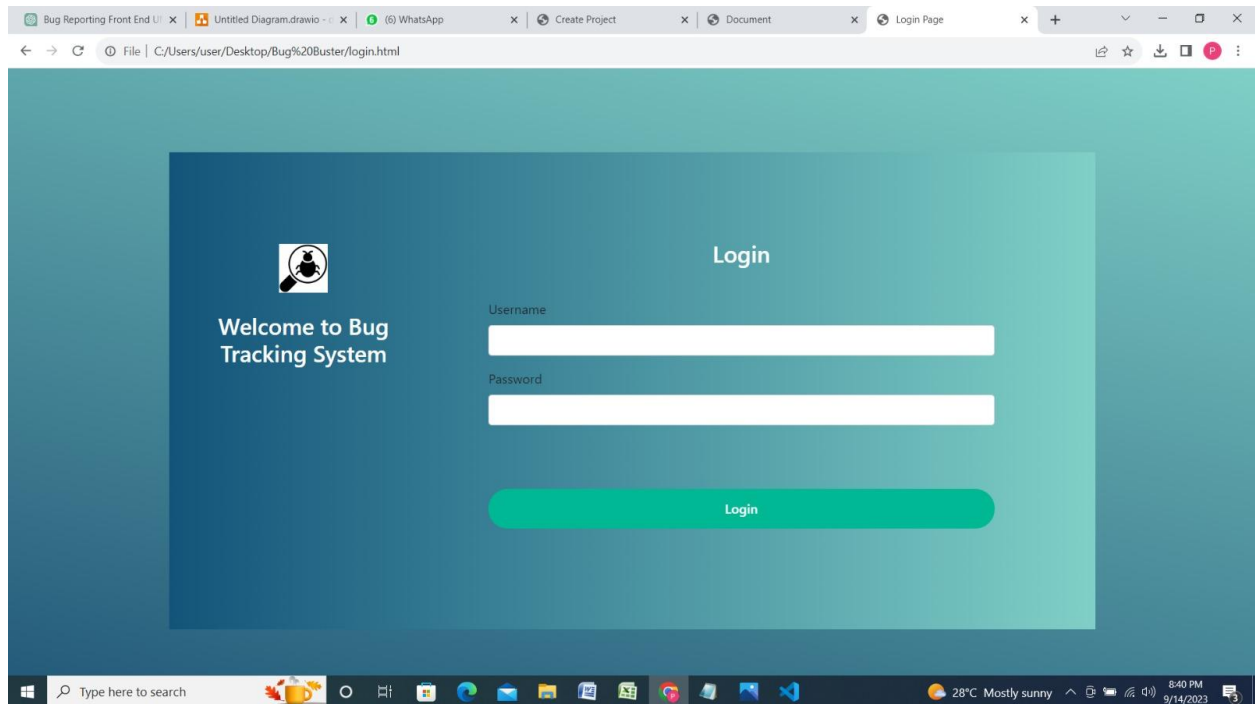 Bug Reporting Front End UI
Untitled Diagram.drawio -
(6) WhatsApp
Create Project
Document
Login Page
File
C:/Users/user/Desktop/Bug%20Buster/login.html
P
Login
Username
Welcome to Bug
Tracking System
Password
Login
Type here to search
28°C Mostly sunny
8:40 PM
9/14/2023
3